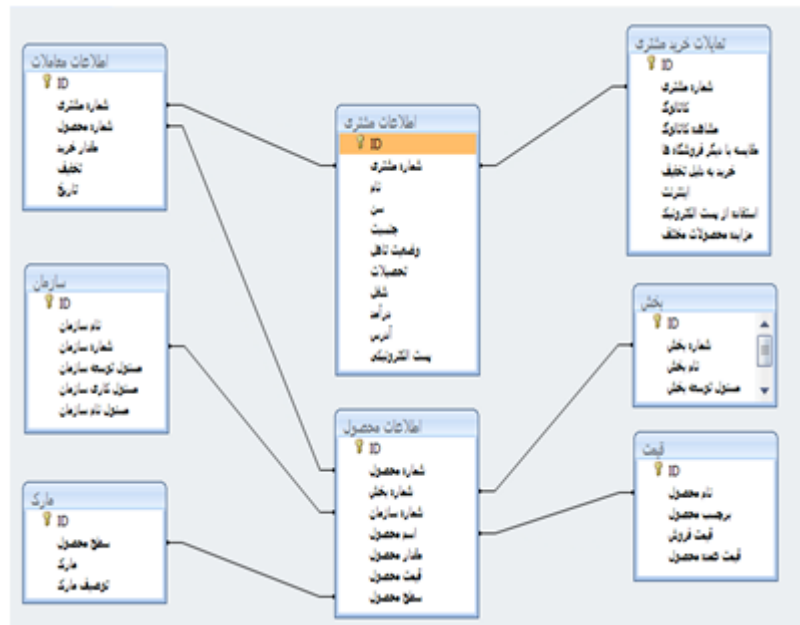 اطلاعات معاملات
ID
شماره مشتری
شماره محصول
مقدار خرید
تخفیف
تاریخ
اطلاعات مشتری
ID
شماره مشتری
نام
سن
جنسیت
وضعیت تاهل
تحصیلات
شغل
درآمد
آدرس
پست الکترونیکی
تمایلات خرید مشتری
ID
شماره مشتری
کاتالوگ
مشاهده کاتالوگ
مقایسه با دیگر فروشگاه ها
خرید به دلیل تخفیف
اینترنت
استفاده از پست الکترونیک
مزایده محصولات مختلف
سازمان
ID
نام سازمان
شماره سازمان
مسئول توسعه سازمان
مسئول کاری سازمان
مسئول نام سازمان
بخش
ID
شماره بخش
نام بخش
مسئول توسعه بخش
مارک
ID
سطح محصول
مارک
توصیف مارک
اطلاعات محصول
ID
شماره محصول
شماره بخش
شماره سازمان
اسم محصول
مقدار محصول
قیمت محصول
سطح محصول
قیمت
ID
نام محصول
برچسب محصول
قیمت فروش
قیمت عمده محصول